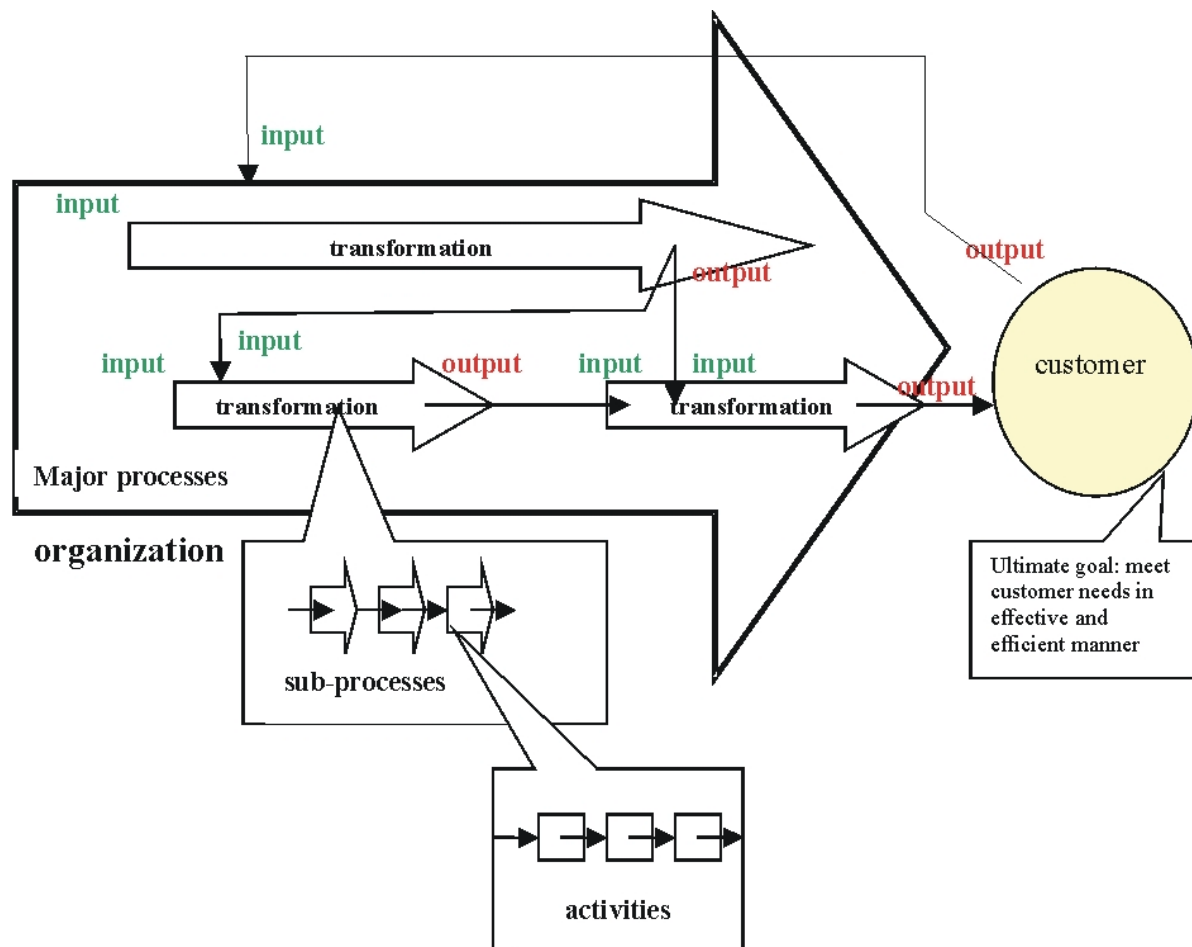 input
input
transformation
output
output
input
input
output
input
input
transformation
transformation
output
customer
Major processes
organization
Ultimate goal: meet
customer needs in
effective and
efficient manner
sub-processes
activities